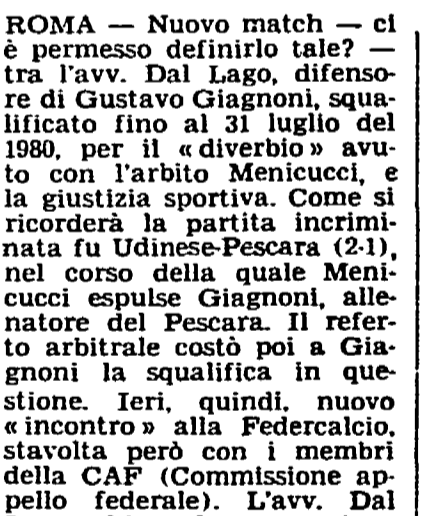 ROMA — Nuovo match — ci
è permesso definirlo tale? —
tra l'avv. Dal Lago, difenso-
re di Gustavo Giagnoni, squa-
lificato fino al 31 luglio del
1980, per il « diverbio » avu-
to con l'arbito Menicucci, e
la giustizia sportiva. Come si
ricorderà la partita incrimi-
nata fu Udinese-Pescara (2-1),
nel corso della quale Meni-
cucci espulse Giagnoni, alle-
natore del Pescara. Il refer-
to arbitrale costò poi a Gia-
gnoni la squalifica in que-
stione. Ieri, quindi, nuovo
« incontro » alla Federcalcio,
stavolta però con i membri
della CAF (Commissione ap-
pello federale). L'avv. Dal